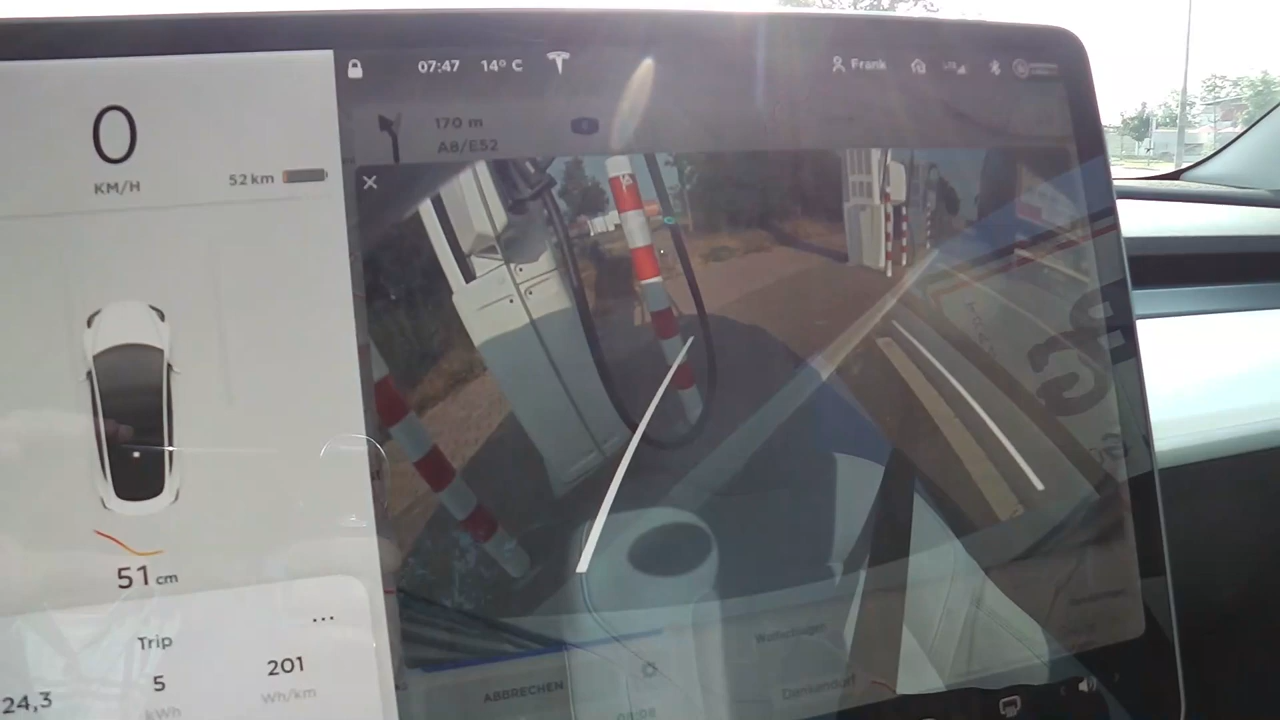 07:47 14° C
Frank
LTE
0
KM/H
52 km
170 m
A8/E52
51 cm
Trip
24,3
5
kWh
201
Wh/km
ABBRECHEN